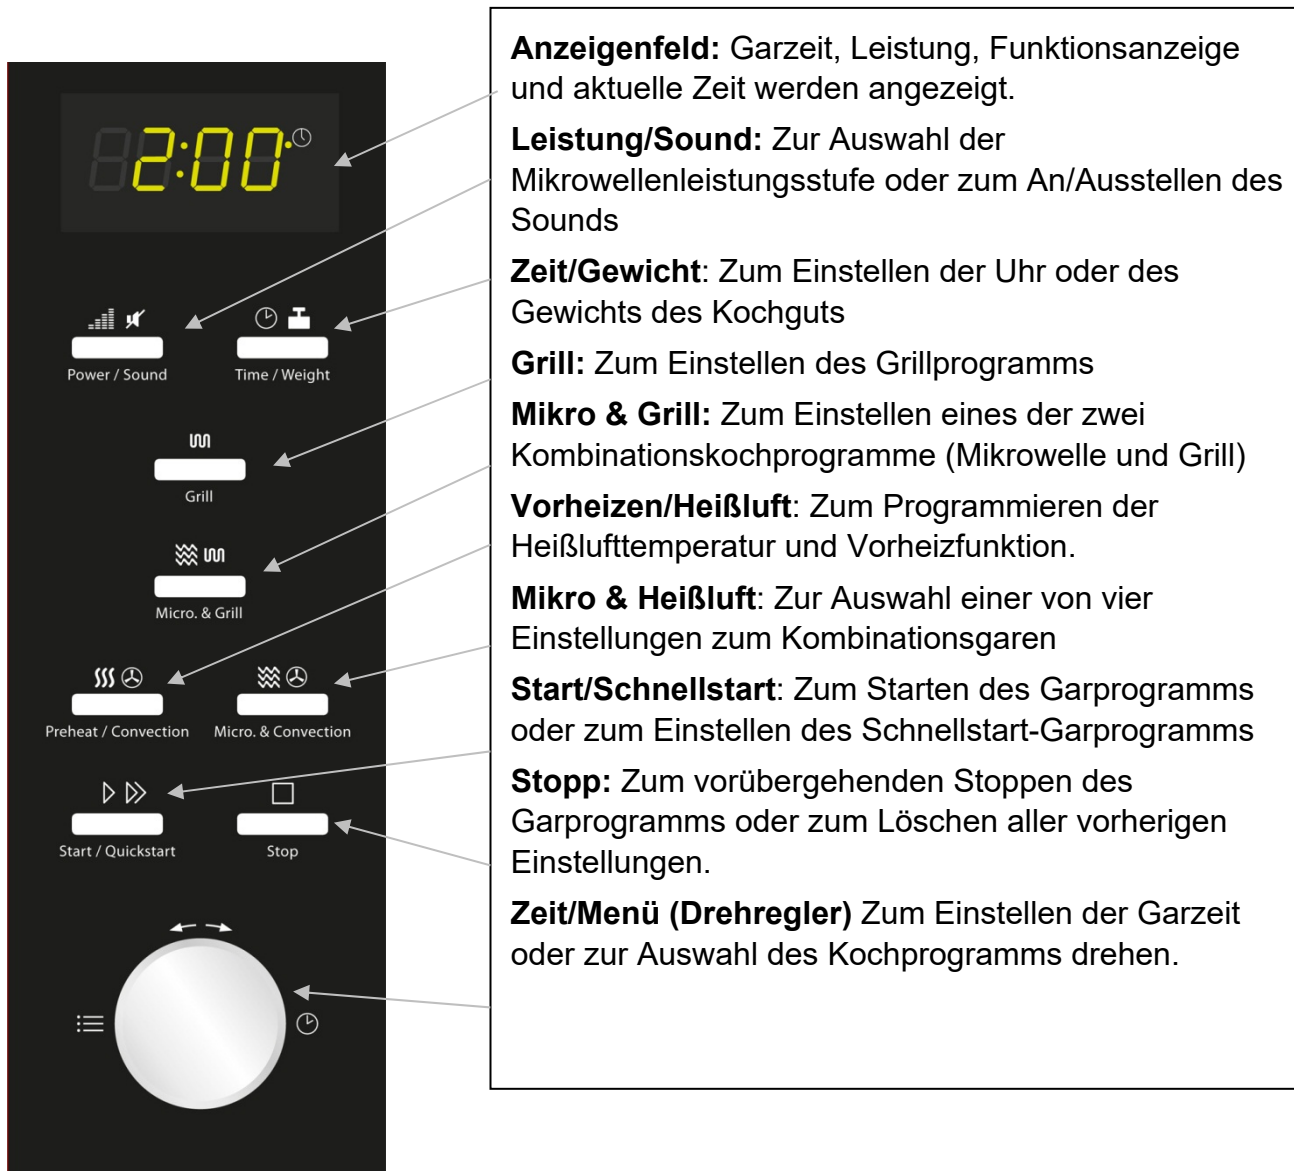 2:00
Power / Sound
Time / Weight
Grill
Micro. & Grill
Preheat / Convection
Micro. & Convection
Start / Quickstart
Stop
Anzeigenfeld: Garzeit, Leistung, Funktionsanzeige
und aktuelle Zeit werden angezeigt.
Leistung/Sound: Zur Auswahl der
Mikrowellenleistungsstufe oder zum An/Ausstellen des
Sounds
Zeit/Gewicht: Zum Einstellen der Uhr oder des
Gewichts des Kochguts
Grill: Zum Einstellen des Grillprogramms
Mikro & Grill: Zum Einstellen eines der zwei
Kombinationskochprogramme (Mikrowelle und Grill)
Vorheizen/Heißluft: Zum Programmieren der
Heißlufttemperatur und Vorheizfunktion.
Mikro & Heißluft: Zur Auswahl einer von vier
Einstellungen zum Kombinationsgaren
Start/Schnellstart: Zum Starten des Garprogramms
oder zum Einstellen des Schnellstart-Garprogramms
Stopp: Zum vorübergehenden Stoppen des
Garprogramms oder zum Löschen aller vorherigen
Einstellungen.
Zeit/Menü (Drehregler) Zum Einstellen der Garzeit
oder zur Auswahl des Kochprogramms drehen.